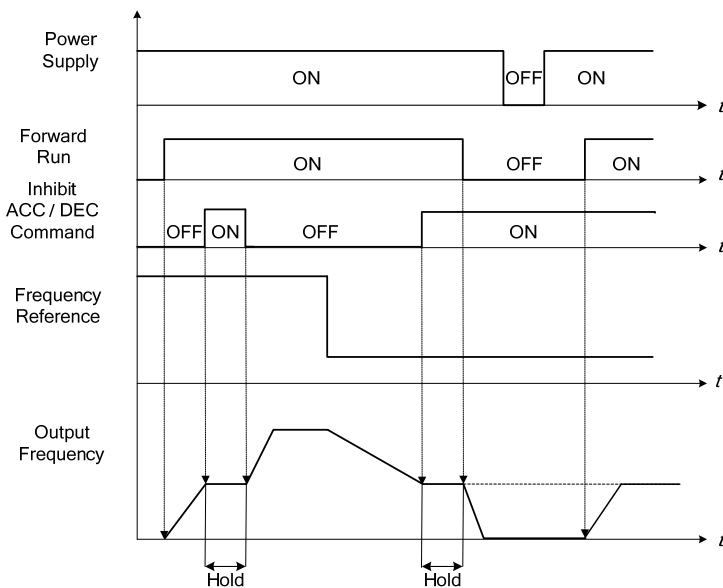 Power
Supply
ON
OFF
ON
t
Forward
Run
ON
OFF
ON
t
Inhibit
ACC / DEC
Command
OFF
ON
OFF
ON
t
Frequency
Reference
t
Output
Frequency
t
Hold
Hold